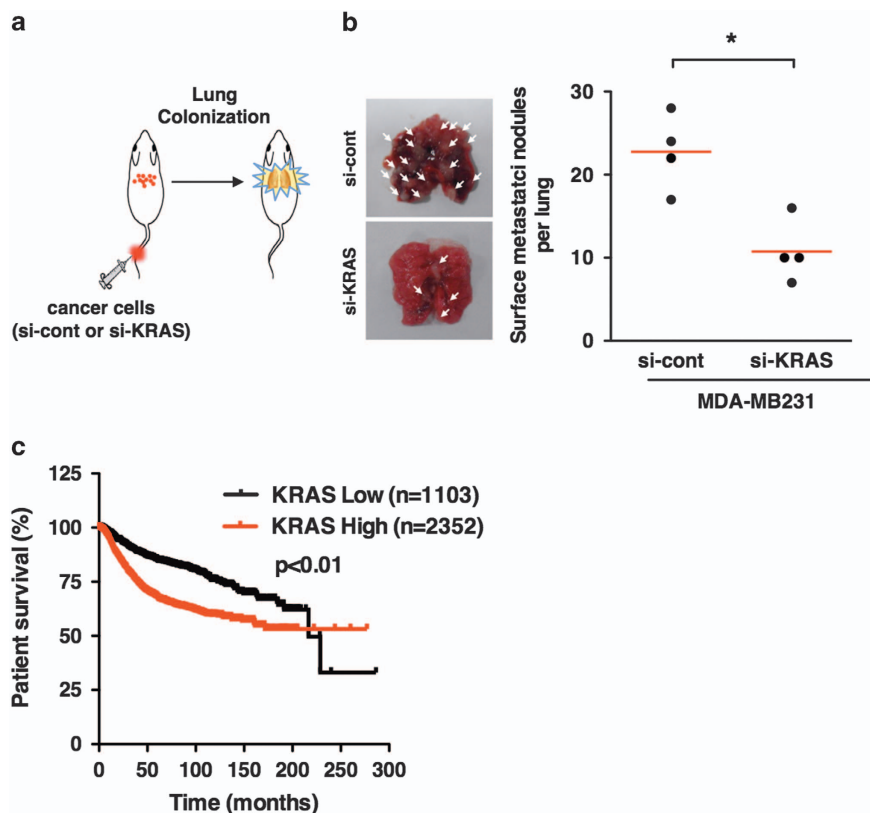 a
Lung
Colonization
cancer cells
(si-cont or si-KRAS)
b
si-cont
si-KRAS
Surface metastatci nodules
per lung
*
30
20
10
0
si-cont si-KRAS
MDA-MB231
c
Patient survival (%)
125
100
75
50
25
0
KRAS Low (n=1103)
KRAS High (n=2352)
p<0.01
0 50 100 150 200 250 300
Time (months)